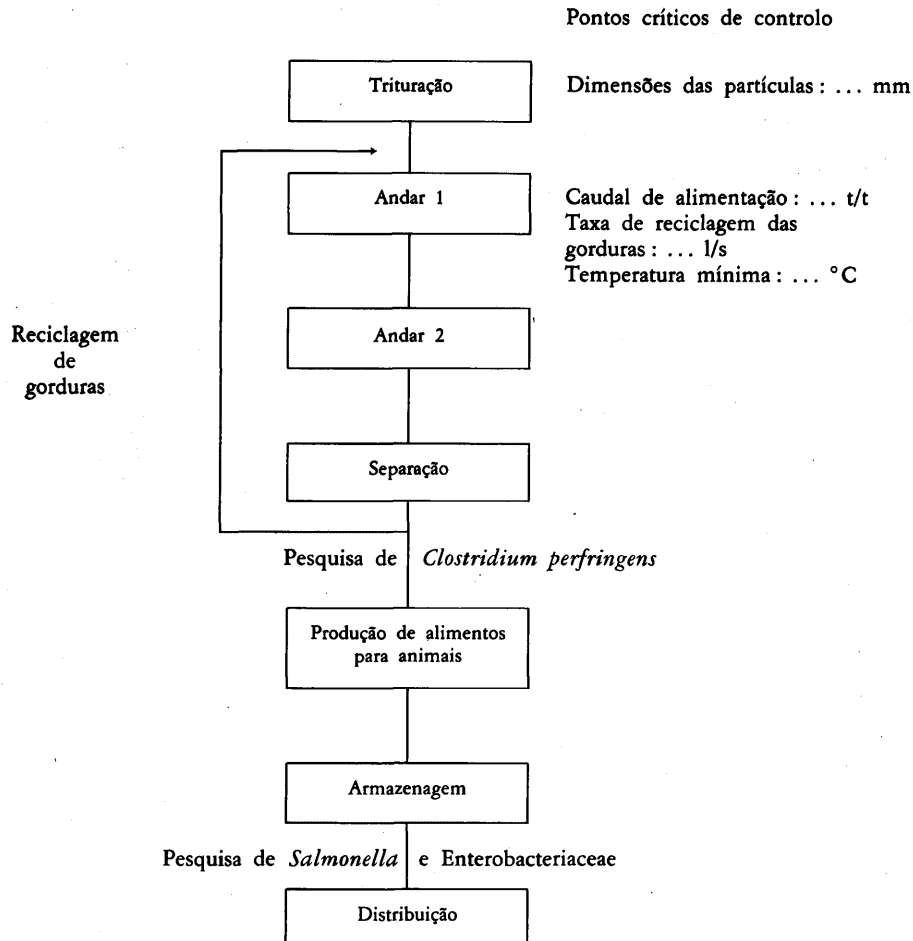 Pontos críticos de controlo
Trituração
Dimensões das partículas : ... mm
Andar 1
Caudal de alimentação : ... t/t
Taxa de reciclagem das
gorduras : ... l/s
Temperatura mínima : ... °C
Reciclagem
de
gorduras
Andar 2
Separação
Pesquisa de Clostridium perfringens
Produção de alimentos
para animais
Armazenagem
Pesquisa de Salmonella e Enterobacteriaceae
Distribuição